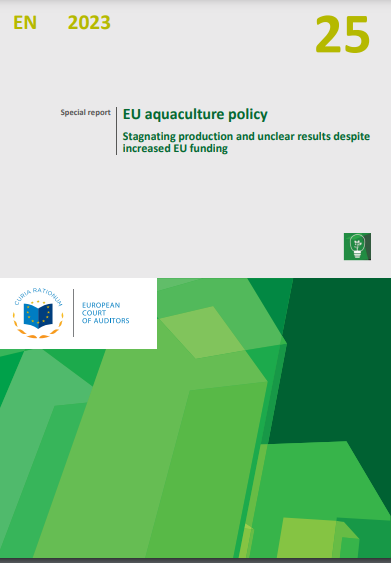 EN 2023
25
Special report
EU aquaculture policy
Stagnating production and unclear results despite
increased EU funding
CURIA RATIONUM
EUROPEAN
COURT
OF AUDITORS